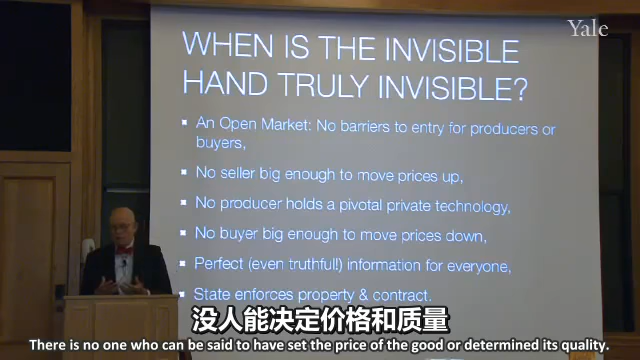 Yale
WHEN IS THE INVISIBLE
HAND TRULY INVISIBLE?
An Open Market: No barriers to entry for producers or
buyers,
No seller big enough to move prices up,
No producer holds a pivotal private technology,
No buyer big enough to move prices down,
Perfect (even truthful!) information for everyone,
State enforces property & contract.
没人能决定价格和质量
There is no one who can be said to have set the price of the good or determined its quality.